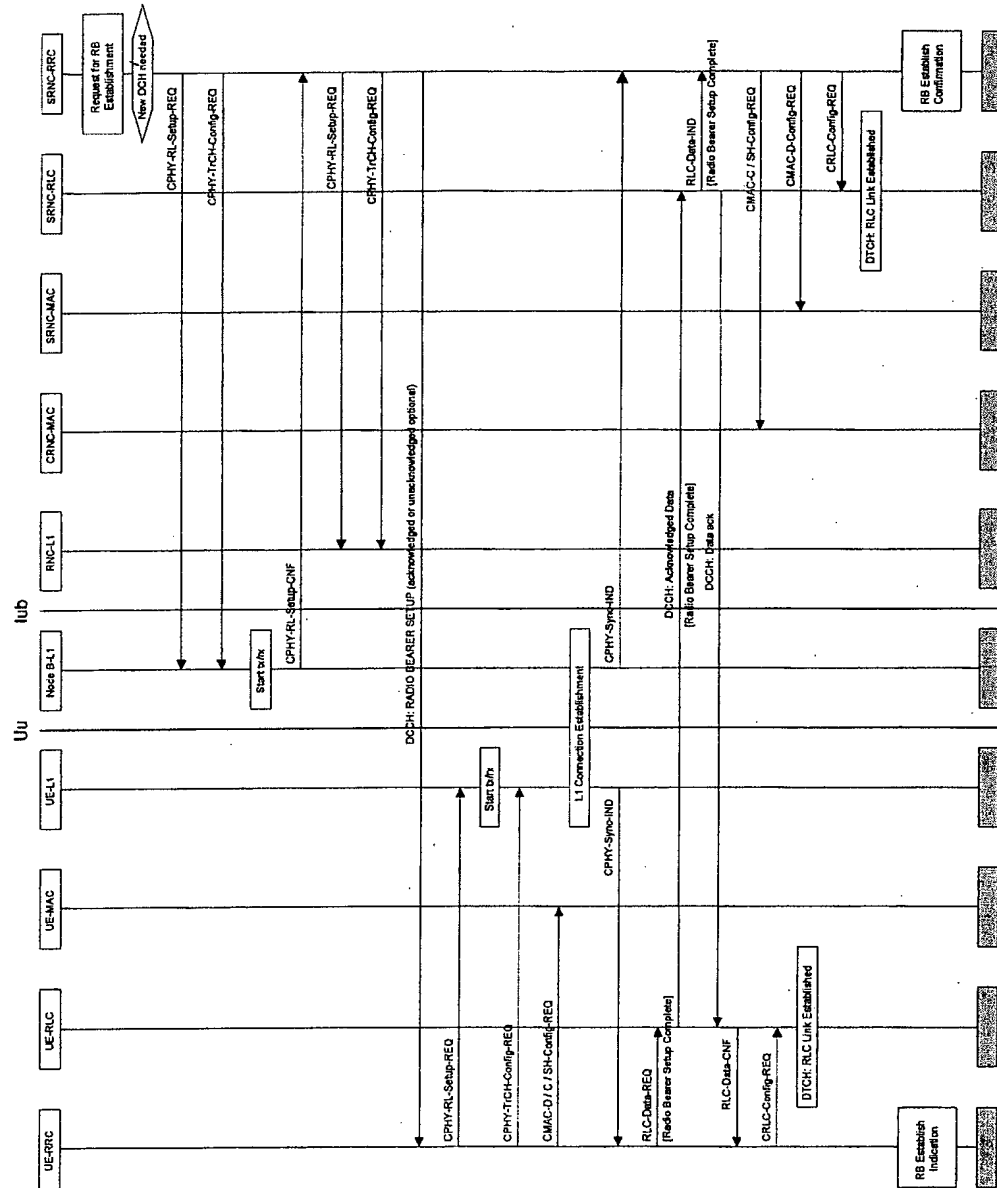 Uu
Iub
UE-RRC
UE-RLC
UE-MAC
UE-L1
Node B-L1
RNC-L1
CRNC-MAC
SRNC-MAC
SRNC-RLC
SRNC-RRC
Request for RB
Establishment
New DCH needed
CPHY-RL-Setup-REQ
CPHY-TrCH-Config-REQ
Start tx/rx
CPHY-RL-Setup-CNF
CPHY-RL-Setup-REQ
CPHY-TrCH-Config-REQ
DCCH: RADIO BEARER SETUP (acknowledged or unacknowledged optional)
CPHY-RL-Setup-REQ
Start tx/rx
CPHY-TrCH-Config-REQ
CMAC-D / C / SH-Config-REQ
L1 Connection Establishment
CPHY-Sync-IND
CPHY-Sync-IND
RLC-Data-REQ
[Radio Bearer Setup Complete]
DCCH: Acknowledged Data
[Radio Bearer Setup Complete]
RLC-Data-IND
[Radio Bearer Setup Complete]
DCCH: Data ack
RLC-Data-CNF
CMAC-C / SH-Config-REQ
CRLC-Config-REQ
CMAC-D-Config-REQ
DTCH: RLC Link Established
CRLC-Config-REQ
DTCH: RLC Link Established
RB Establish
Indication
RB Establish
Confirmation